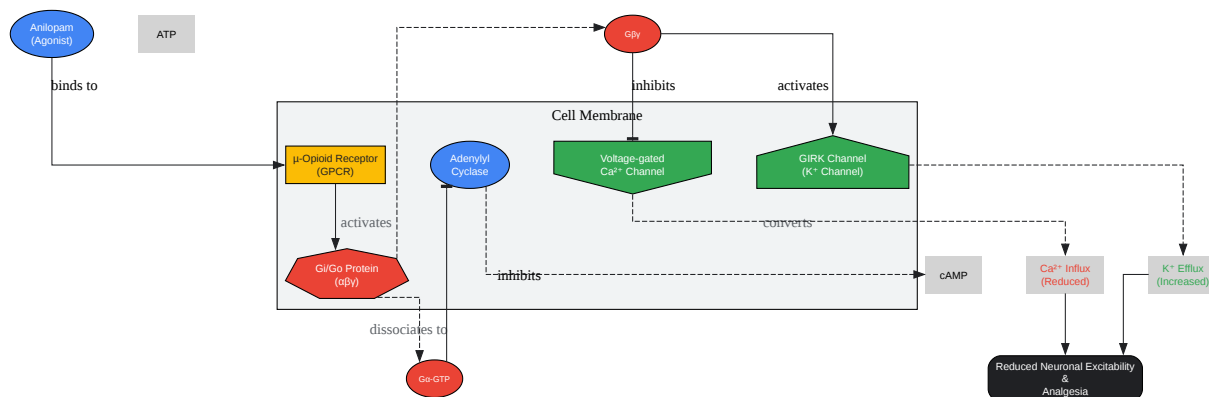 Anilopam
(Agonist)
ATP
Gβγ
binds to
inhibits
activates
Cell Membrane
µ-Opioid Receptor
(GPCR)
Adenylyl
Cyclase
Voltage-gated
Ca²⁺ Channel
GIRK Channel
(K⁺ Channel)
activates
converts
Gi/Go Protein
(αβγ)
inhibits
cAMP
Ca²⁺ Influx
(Reduced)
K⁺ Efflux
(Increased)
dissociates to
Gα-GTP
Reduced Neuronal Excitability
&
Analgesia